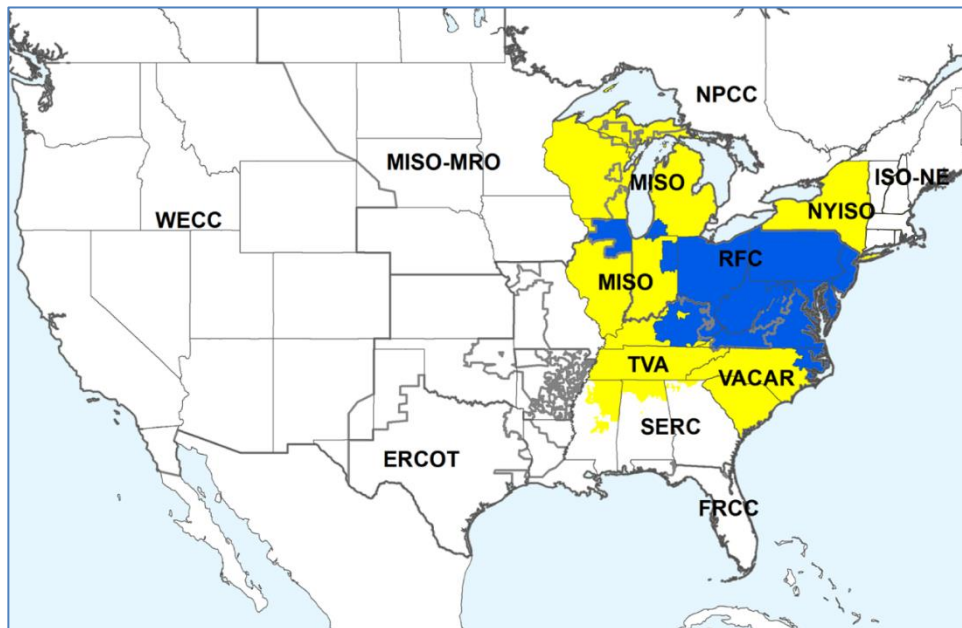 NPCC
MISO-MRO
ISO-NE
MISO
NYISO
WECC
RFC
MISO
TVA
VACAR
SERC
ERCOT
FRCC